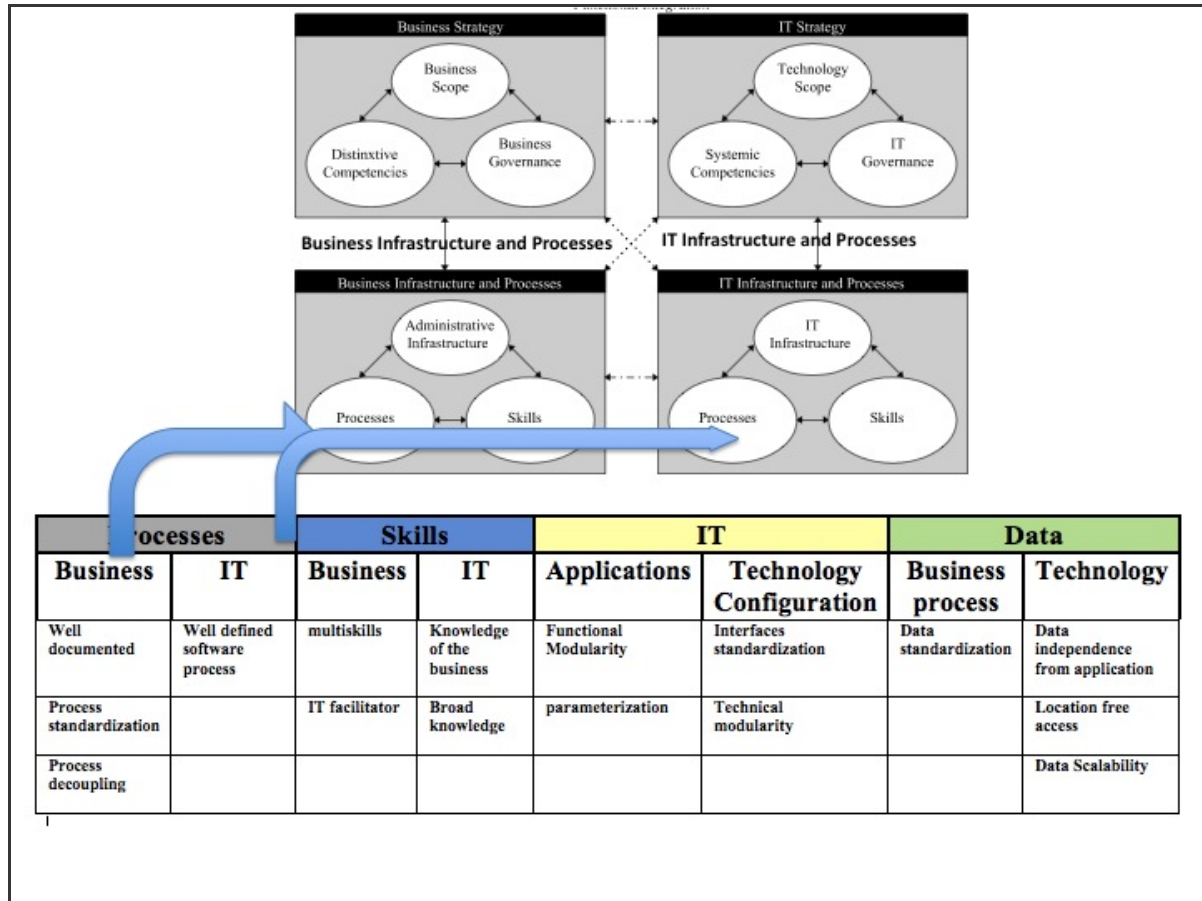 Business Strategy
IT Strategy
Business
Scope
Technology
Scope
Distinxtive
Competencies
Business
Governance
Systemic
Competencies
IT
Governance
Business Infrastructure and Processes
IT Infrastructure and Processes
Business Infrastructure and Processes
IT Infrastructure and Processes
Administrative
Infrastructure
IT
Infrastructure
Processes
Skills
Processes
Skills
Processes
Skills
IT
Data
Business
IT
Business
IT
Applications
Technology
Configuration
Business
process
Technology
Well
documented
Well defined
software
process
multiskills
Knowledge
of the
business
Functional
Modularity
Interfaces
standardization
Data
standardization
Data
independence
from application
Process
standardization
IT facilitator
Broad
knowledge
parameterization
Technical
modularity
Location free
access
Process
decoupling
Data Scalability